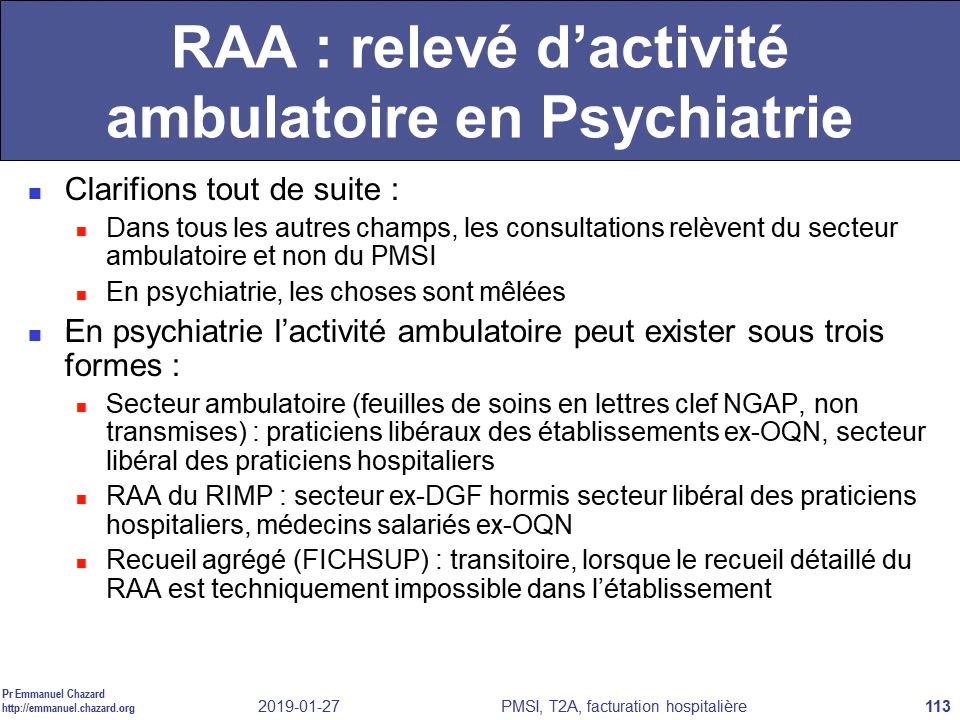 RAA : relevé d’activité
ambulatoire en Psychiatrie
Clarifions tout de suite :
Dans tous les autres champs, les consultations relèvent du secteur
ambulatoire et non du PMSI
En psychiatrie, les choses sont mêlées
En psychiatrie l’activité ambulatoire peut exister sous trois
formes :
Secteur ambulatoire (feuilles de soins en lettres clef NGAP, non
transmises) : praticiens libéraux des établissements ex-OQN, secteur
libéral des praticiens hospitaliers
RAA du RIMP : secteur ex-DGF hormis secteur libéral des praticiens
hospitaliers, médecins salariés ex-OQN
Recueil agrégé (FICHSUP) : transitoire, lorsque le recueil détaillé du
RAA est techniquement impossible dans l’établissement
Pr Emmanuel Chazard
http://emmanuel.chazard.org
2019-01-27
PMSI, T2A, facturation hospitalière
113